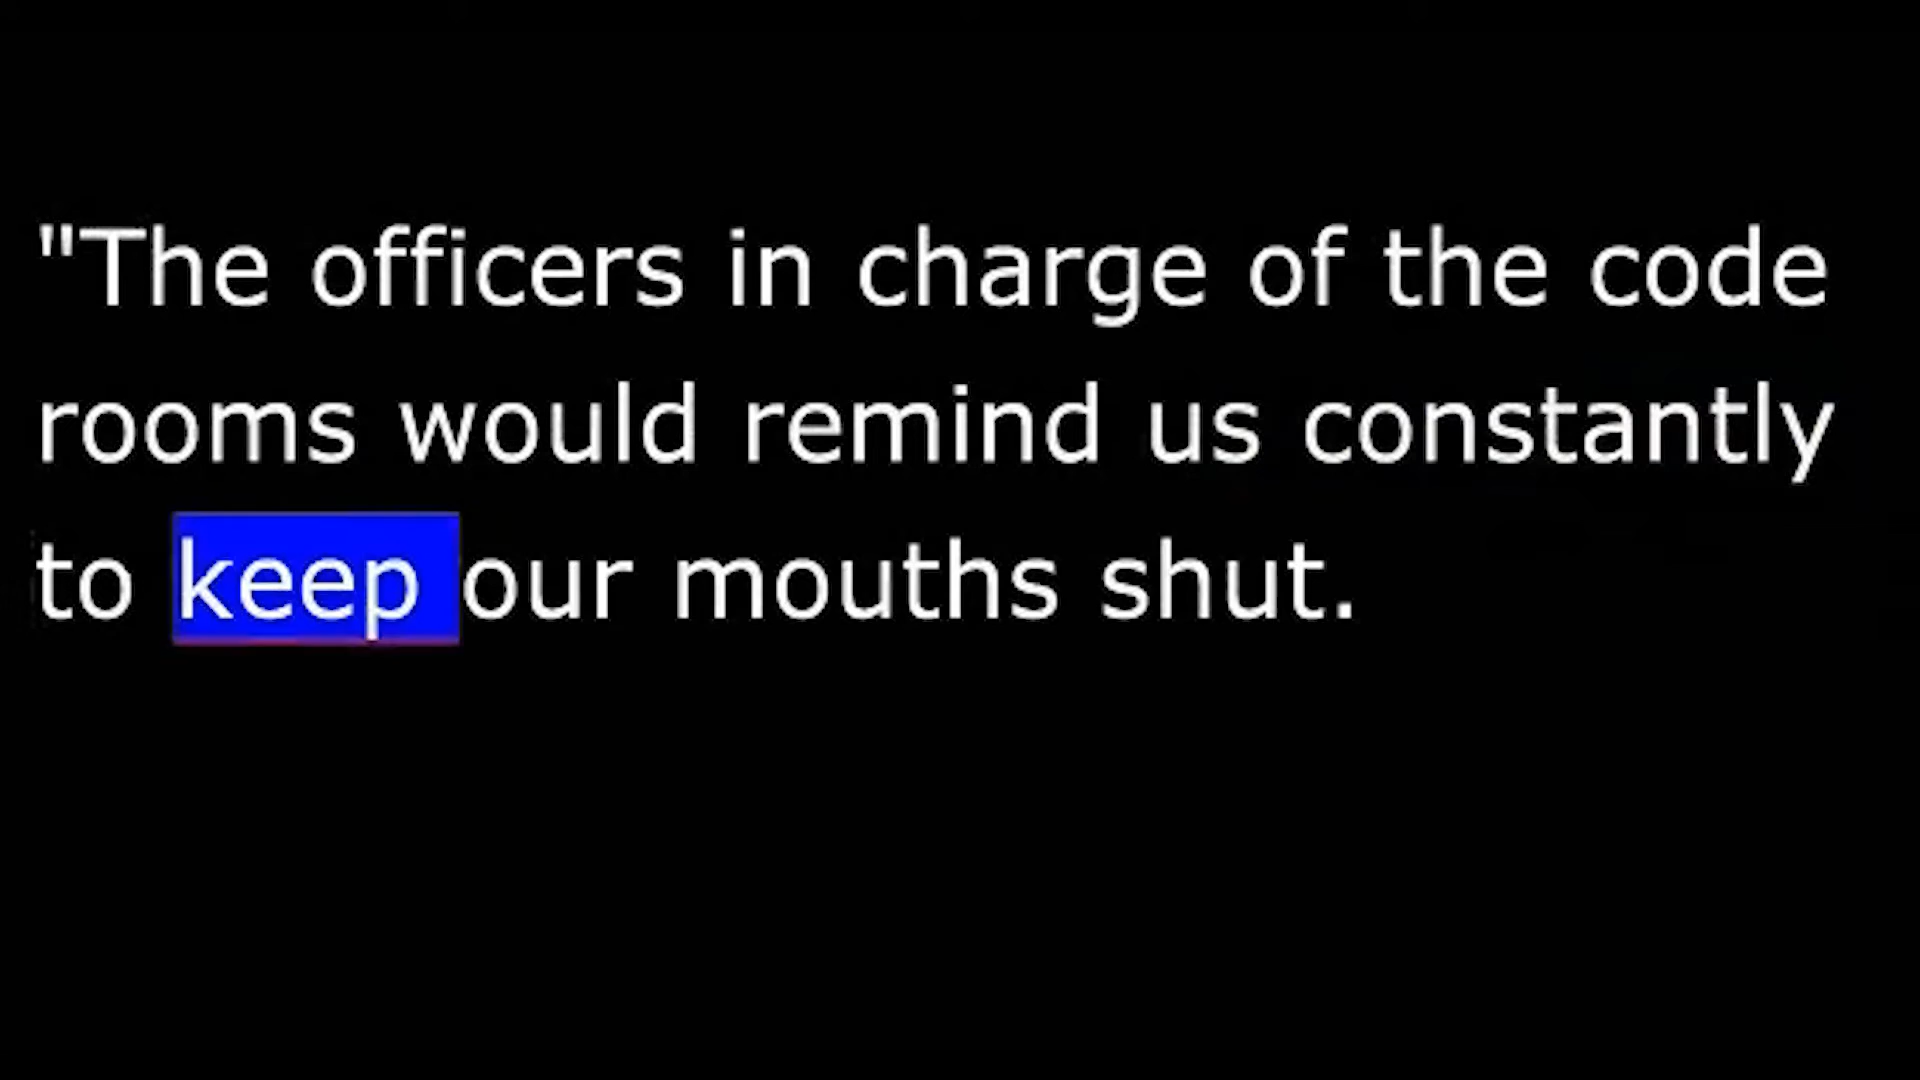 "The officers in charge of the code
rooms would remind us constantly
to keep our mouths shut.